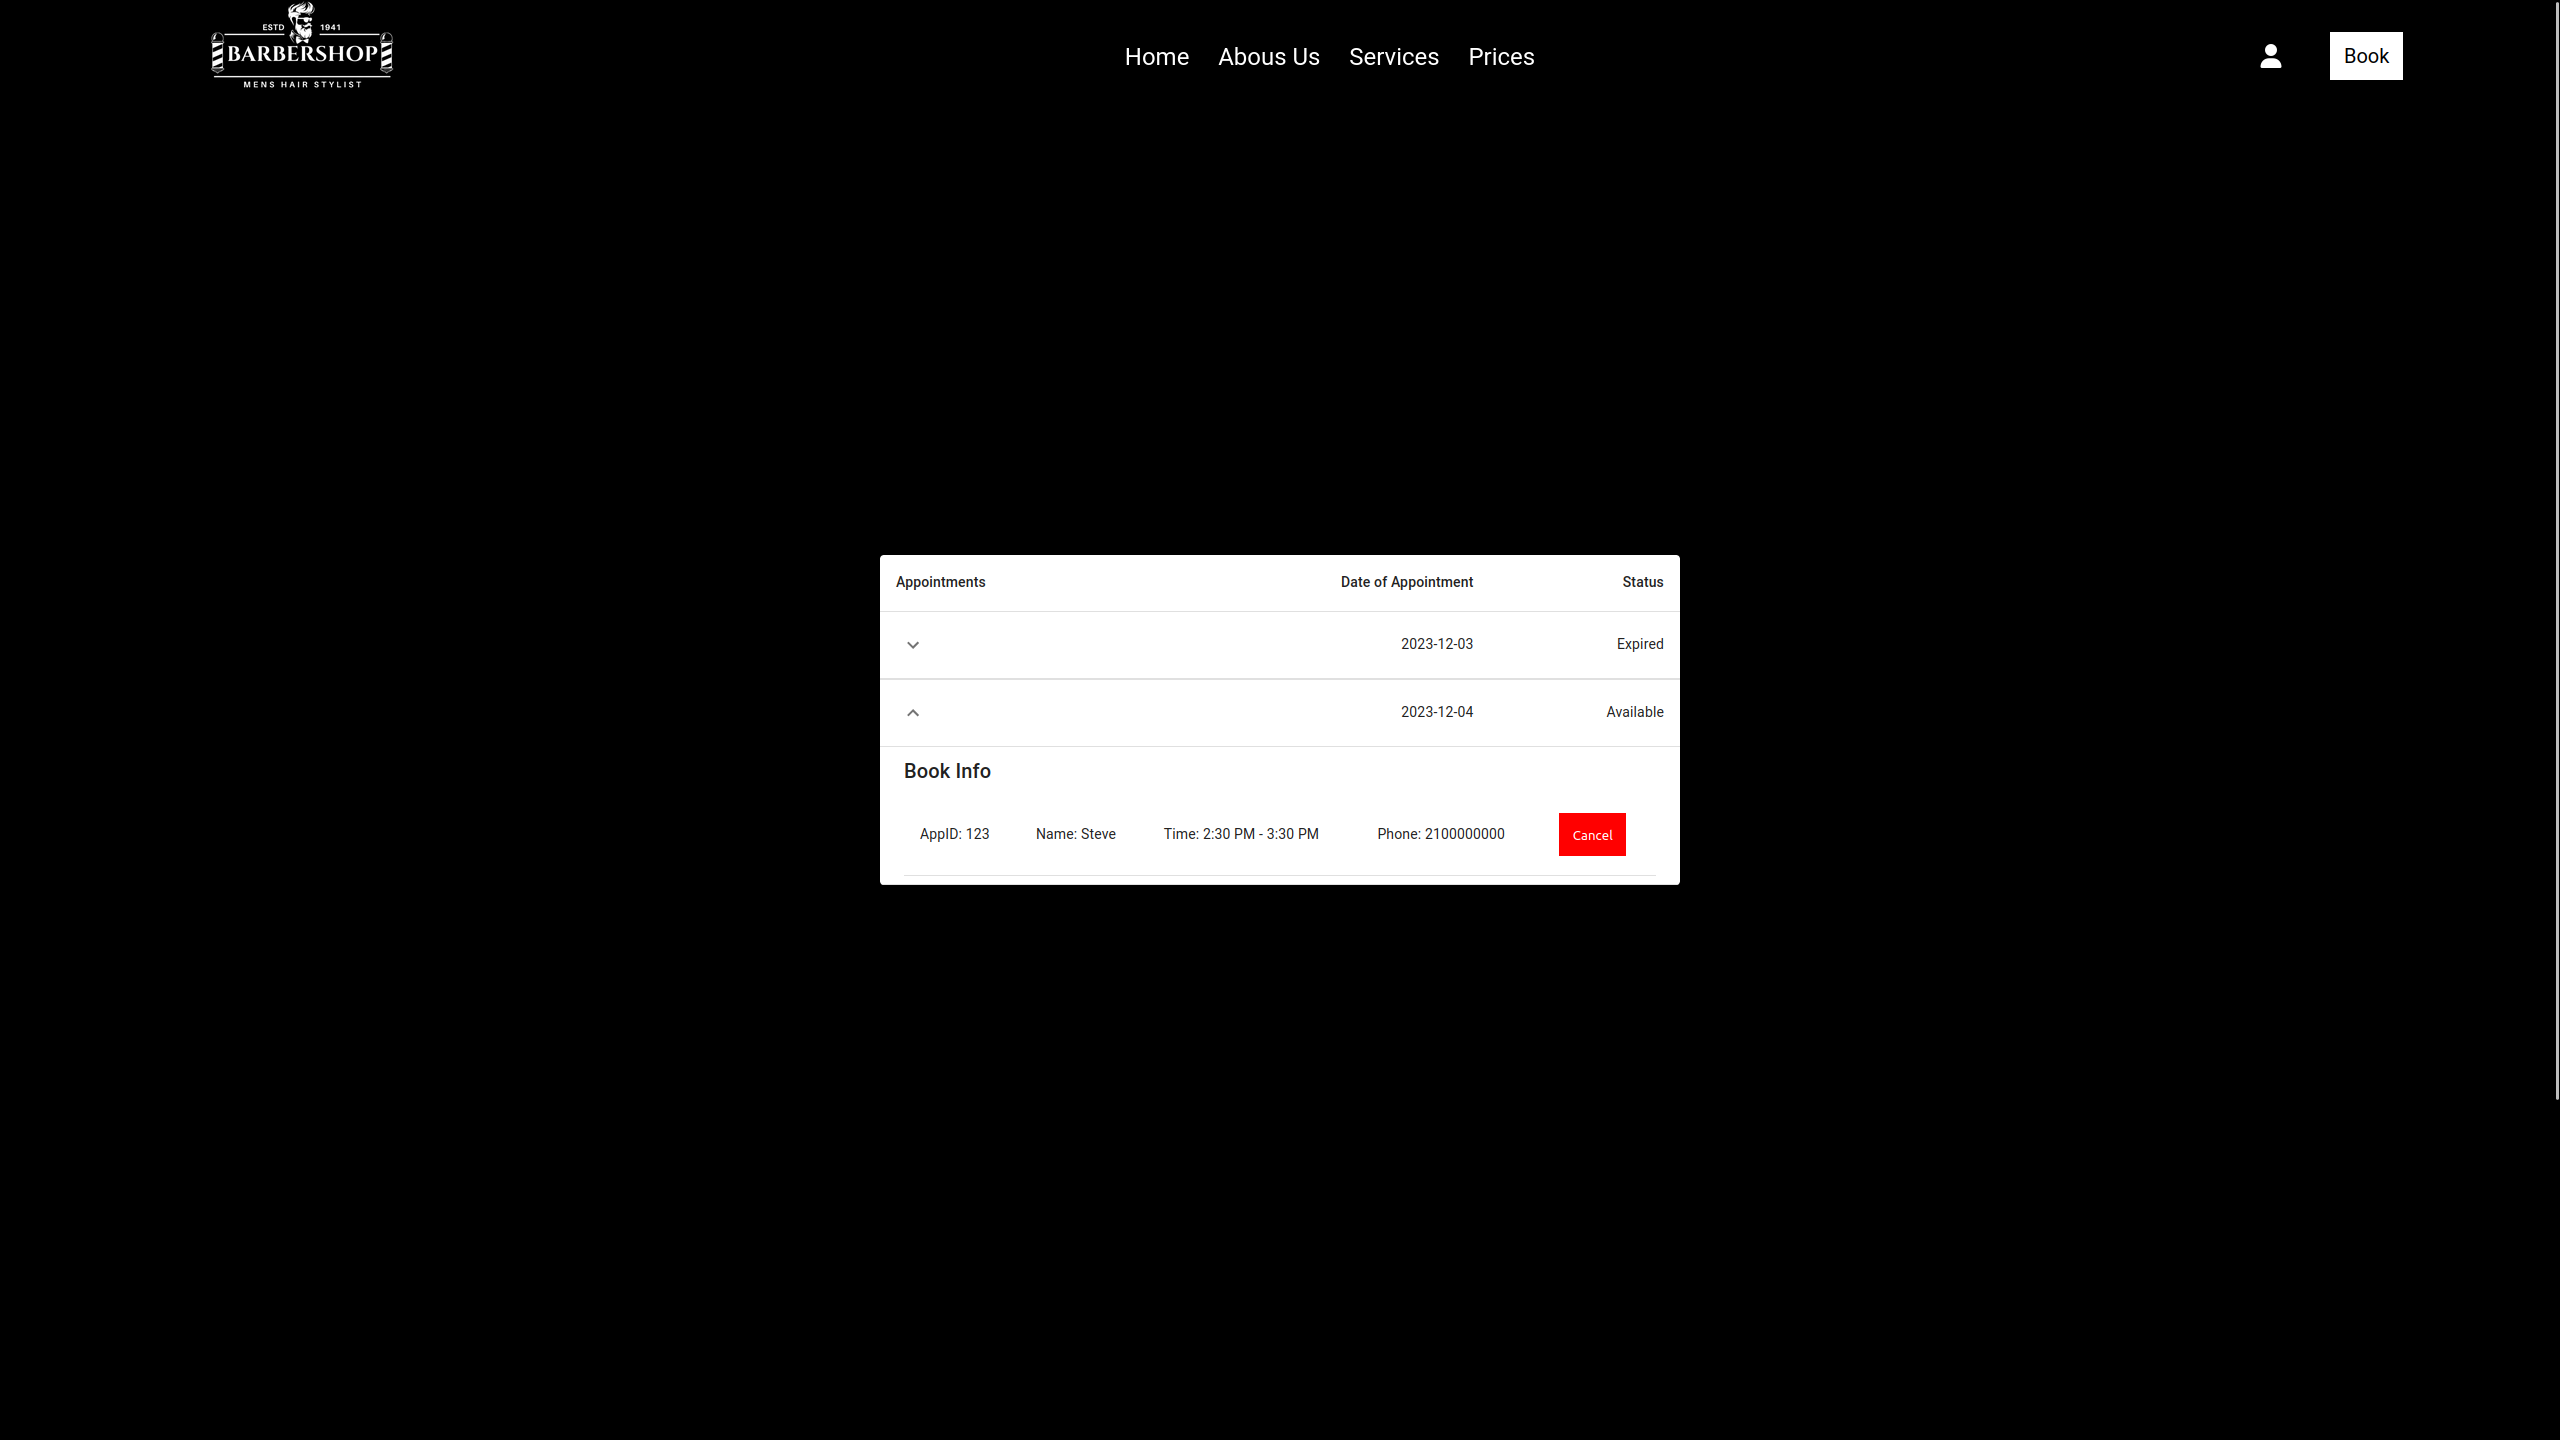 ESTD 1941
BARBERSHOP
MENS HAIR STYLIST
Home Abous Us Services Prices
Book
Appointments Date of Appointment Status
2023-12-03 Expired
2023-12-04 Available
Book Info
AppID: 123 Name: Steve Time: 2:30 PM - 3:30 PM Phone: 2100000000 Cancel